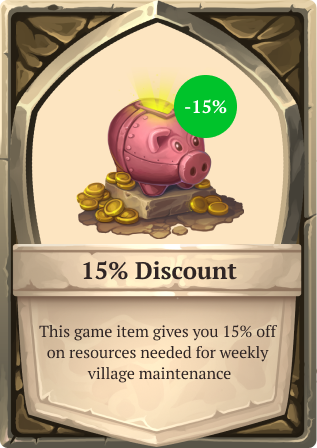 -15%
15% Discount
This game item gives you 15% off
on resources needed for weekly
village maintenance